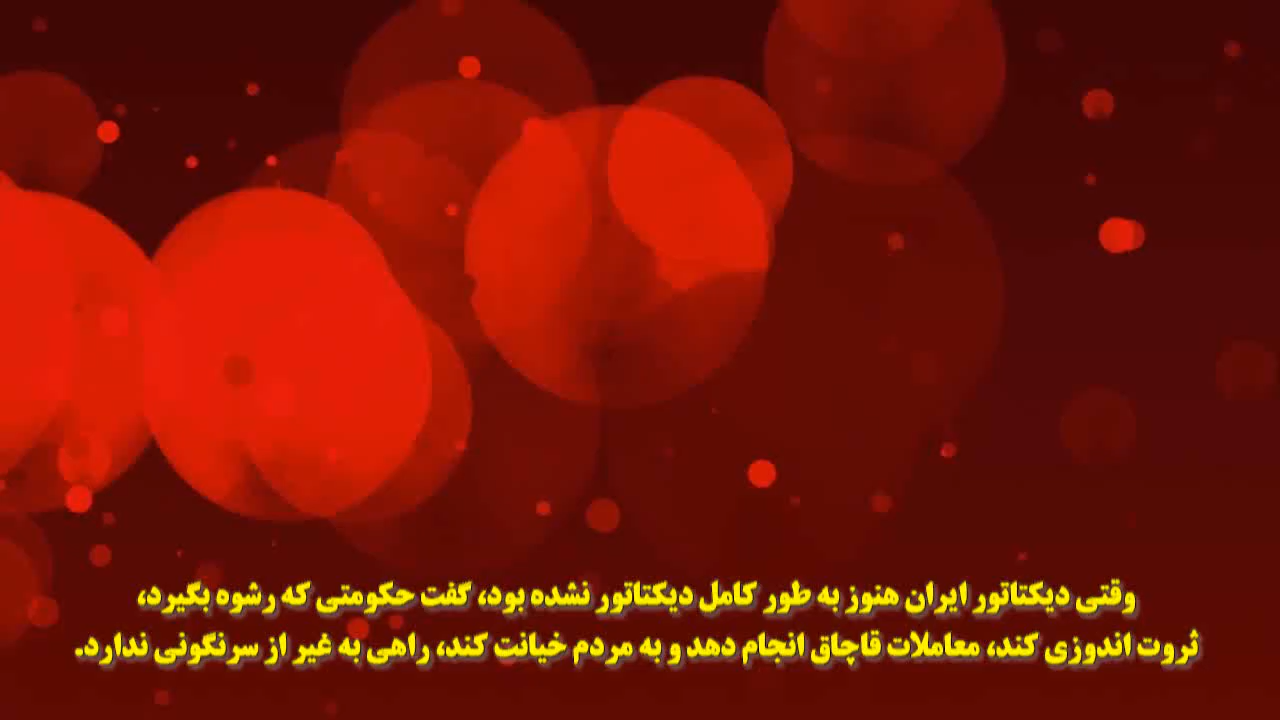 وقتی دیکتاتور ایران هنوز به طور کامل دیکتاتور نشده بود، گفت حکومتی که رشوه بگیرد،
ثروت اندوزی کند، معاملات قاچاق انجام دهد و به مردم خیانت کند، راهی به غیر از سرنگونی ندارد.